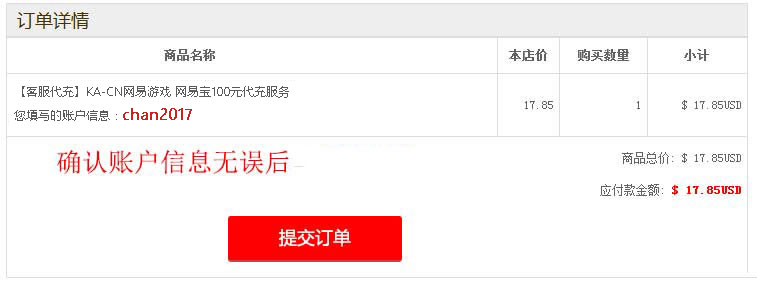 订单详情
商品名称 本店价 购买数量 小计
【客服代充】KA-CN网易游戏 网易宝100元代充服务
您填写的账户信息：chan2017
17.85 1 $ 17.85USD
确认账户信息无误后
商品总价: $ 17.85USD
应付款金额: $ 17.85USD
提交订单